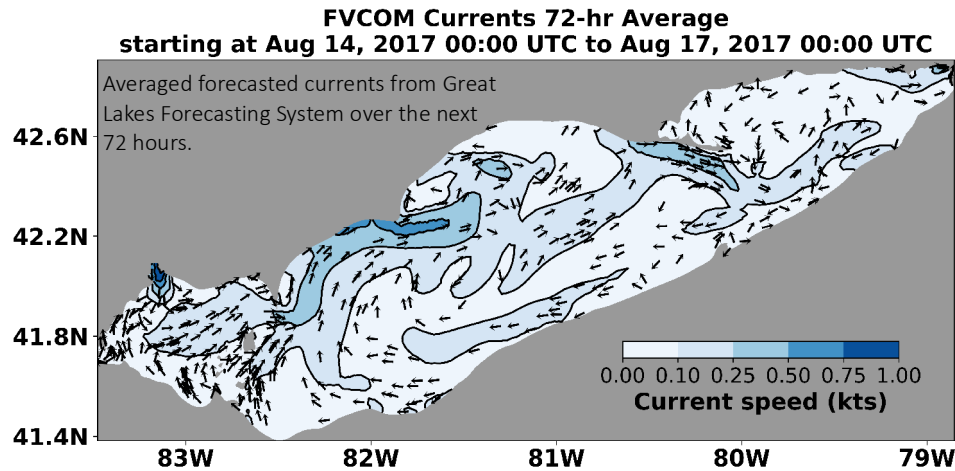 FVCOM Currents 72-hr Average
starting at Aug 14, 2017 00:00 UTC to Aug 17, 2017 00:00 UTC
Averaged forecasted currents from Great
Lakes Forecasting System over the next
72 hours.
42.6N
42.2N
41.8N
41.4N
0.00 0.10 0.25 0.50 0.75 1.00
Current speed (kts)
83W 82W 81W 80W 79W